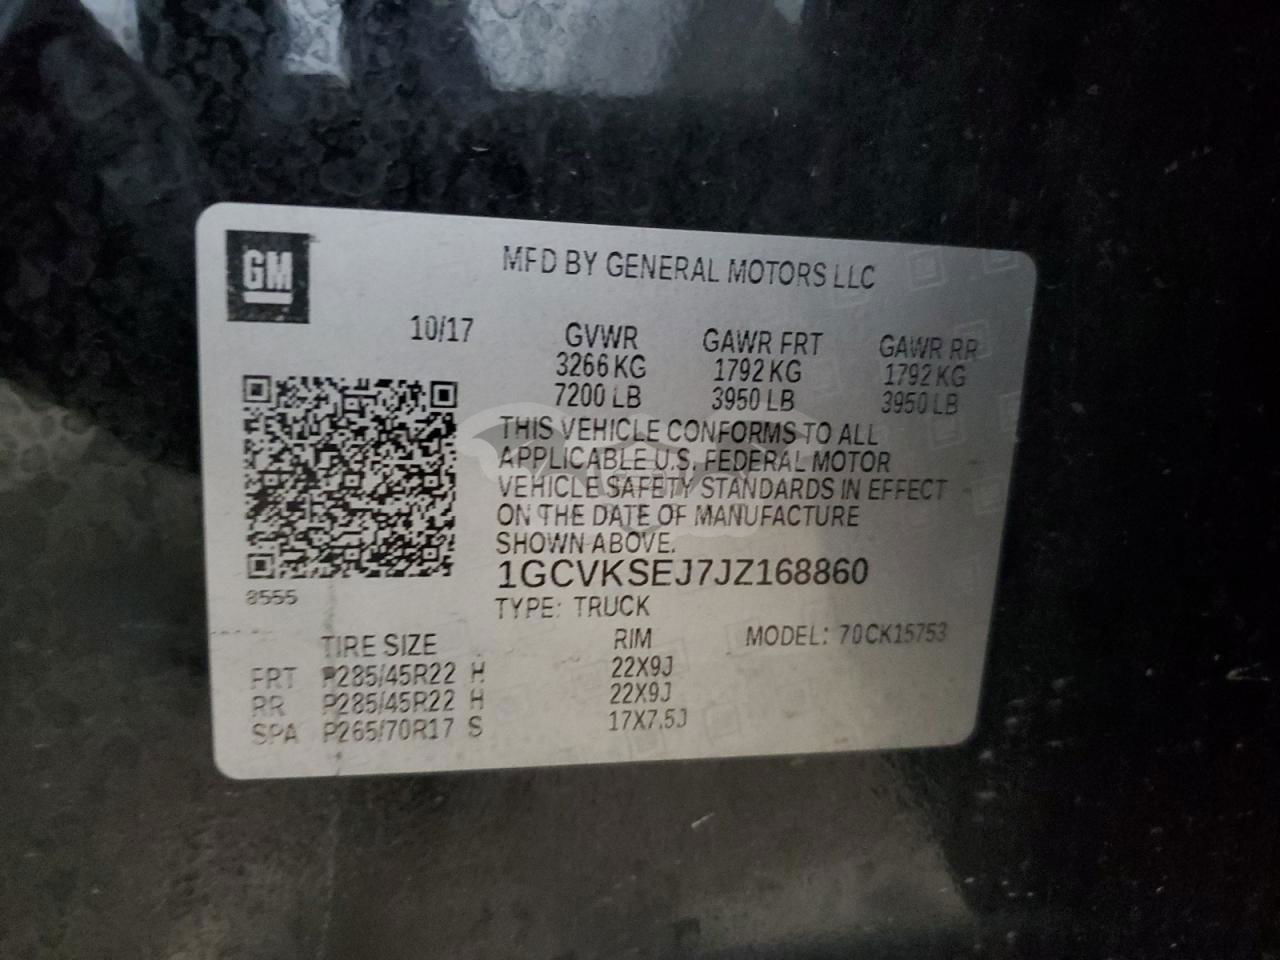 GM
MFD BY GENERAL MOTORS LLC
10/17 GVWR GAWR FRT GAWR RR
3266 KG 1792 KG 1792 KG
7200 LB 3950 LB 3950 LB
THIS VEHICLE CONFORMS TO ALL
APPLICABLE U.S. FEDERAL MOTOR
VEHICLE SAFETY STANDARDS IN EFFECT
ON THE DATE OF MANUFACTURE
SHOWN ABOVE.
1GCVKSEJ7JZ168860
8555
TYPE: TRUCK
TIRE SIZE RIM MODEL: 70CK15753
FRT P285/45R22 H 22X9J
RR P285/45R22 H 22X9J
SPA P265/70R17 S 17X7.5J